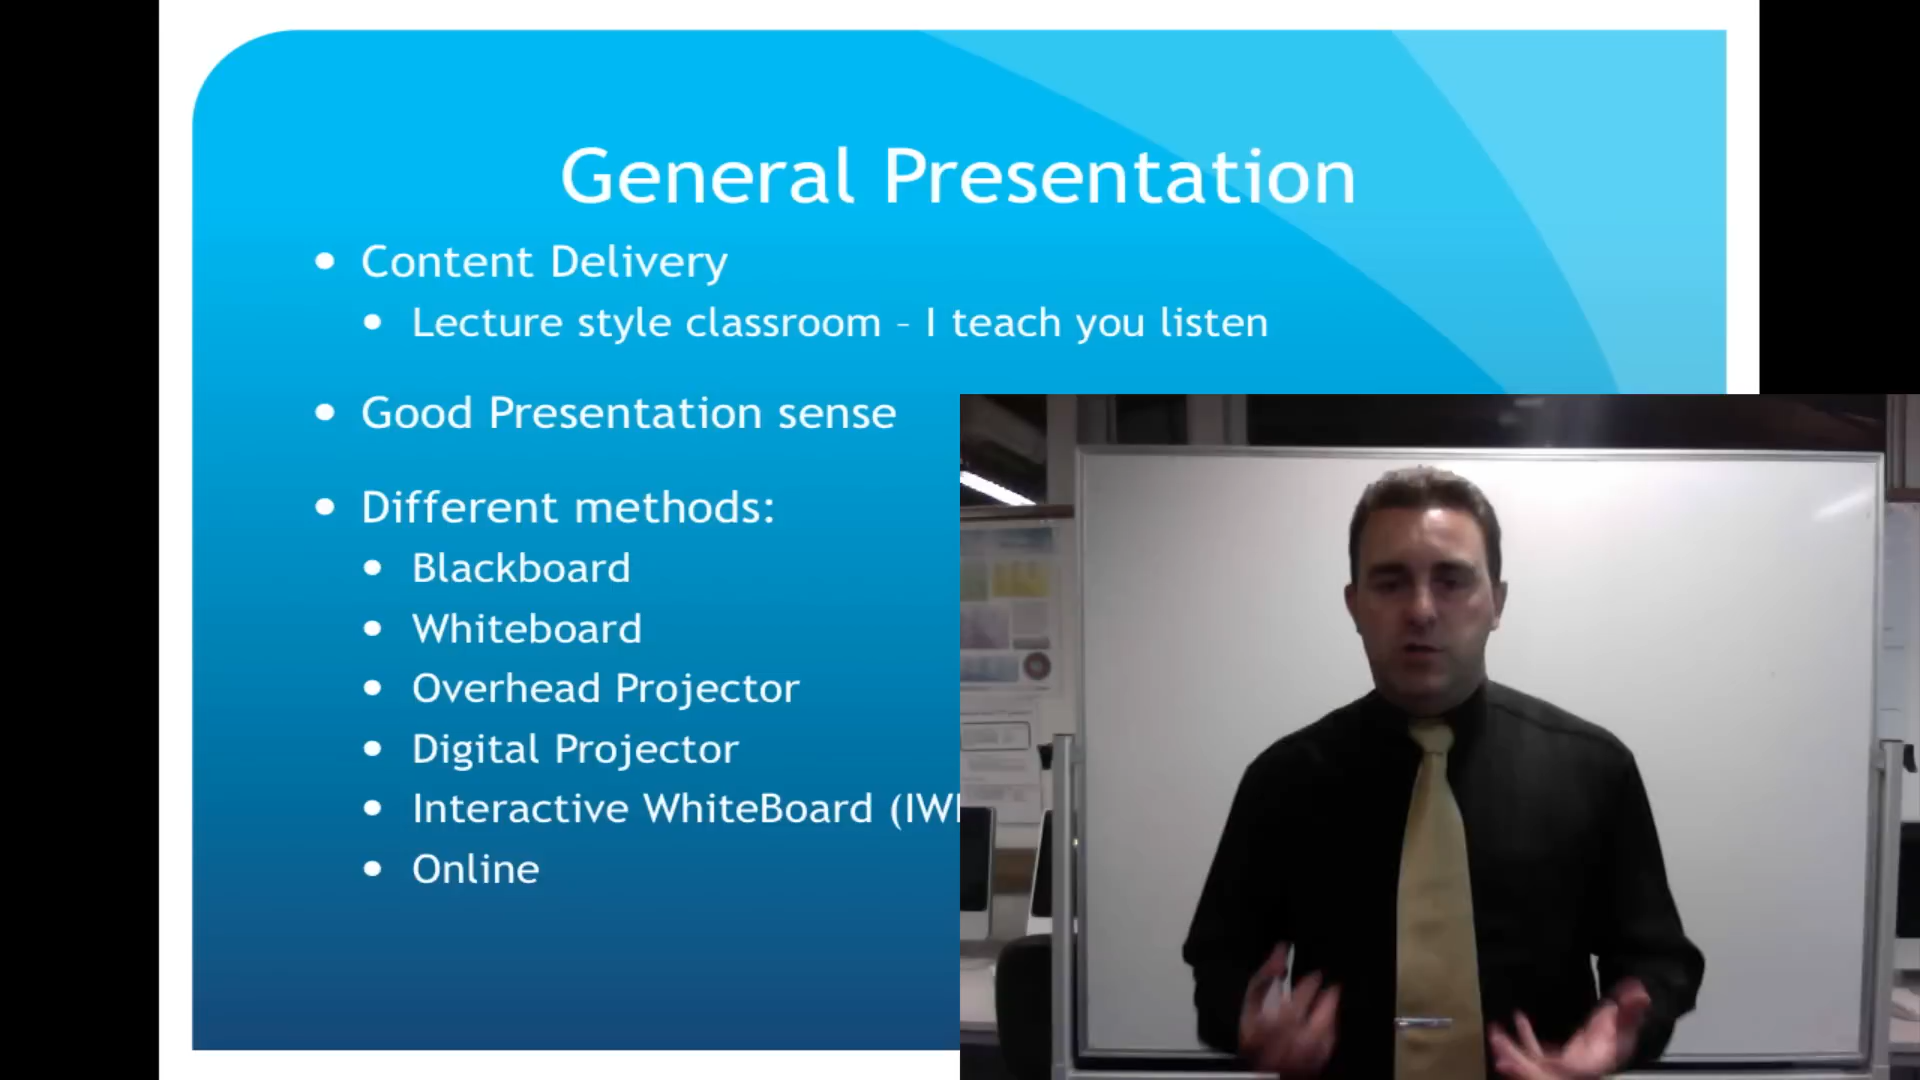 General Presentation
Content Delivery
Lecture style classroom – I teach you listen
Good Presentation sense
Different methods:
Blackboard
Whiteboard
Overhead Projector
Digital Projector
Interactive WhiteBoard
Online